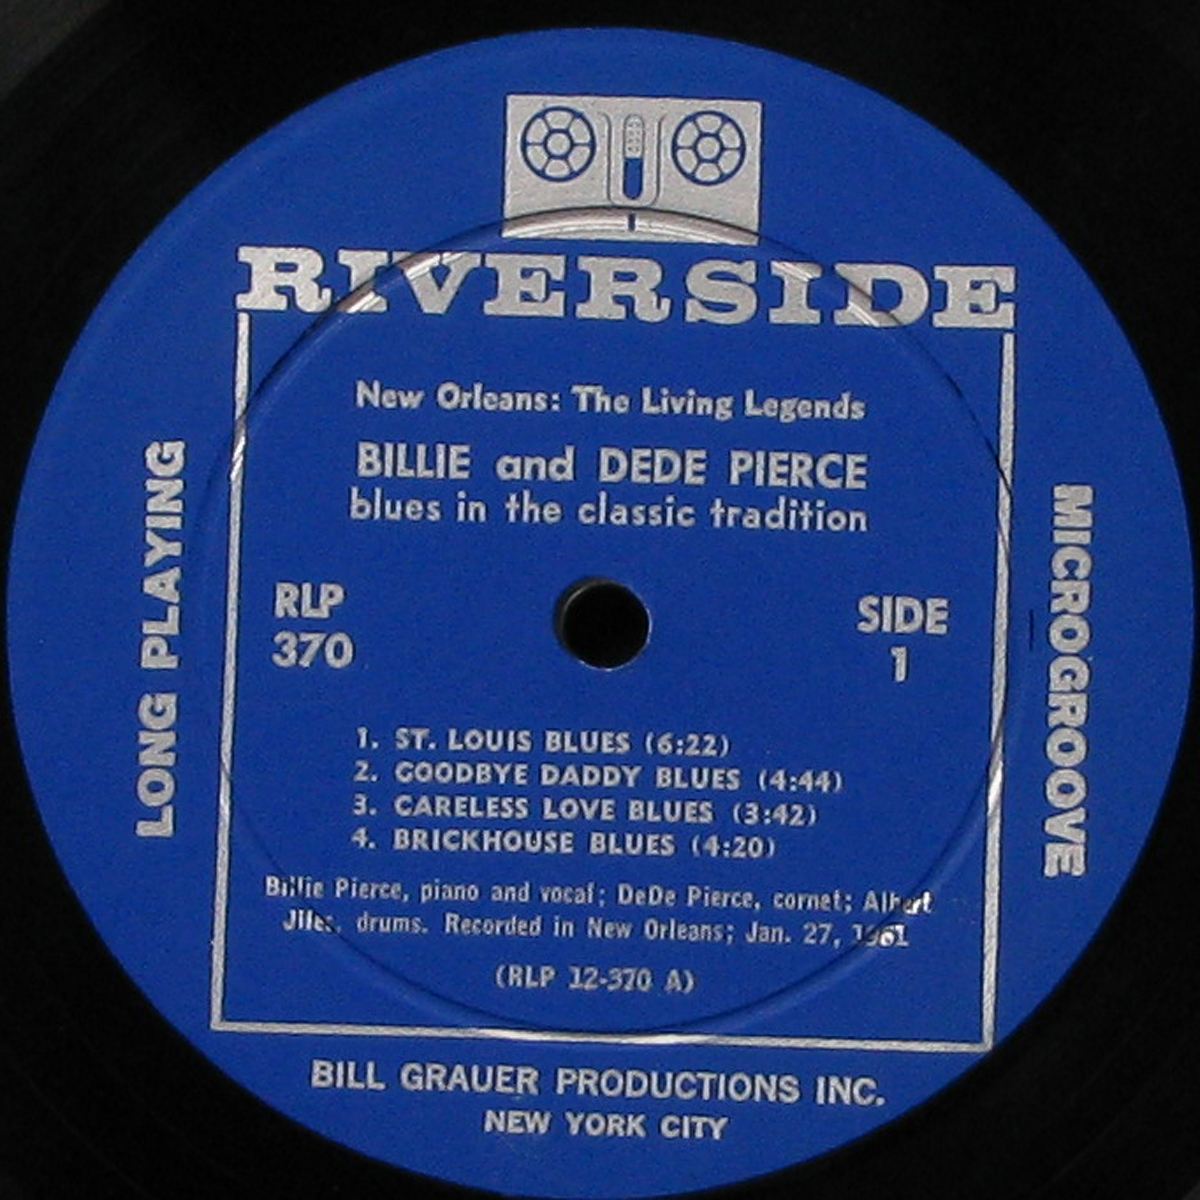 RIVERSIDE
New Orleans: The Living Legends
BILLIE and DEDE PIERCE
blues in the classic tradition
RLP
370
SIDE
1
LONG PLAYING
MICROGROOVE
1. ST. LOUIS BLUES (6:22)
2. GOODBYE DADDY BLUES (4:44)
3. CARELESS LOVE BLUES (3:42)
4. BRICKHOUSE BLUES (4:20)
Billie Pierce, piano and vocal; DeDe Pierce, cornet; Albert
Jiles, drums. Recorded in New Orleans; Jan. 27, 1961
(RLP 12-370 A)
BILL GRAUER PRODUCTIONS INC.
NEW YORK CITY